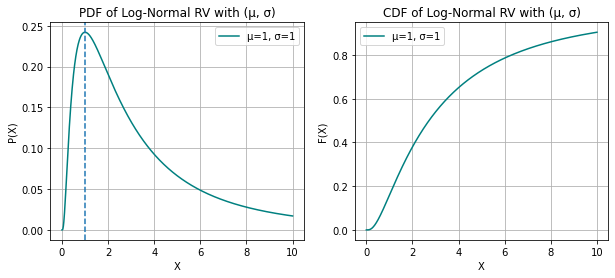 PDF of Log-Normal RV with (μ, σ)
P(X)
0.25
0.20
0.15
0.10
0.05
0.00
μ=1, σ=1
0 2 4 6 8 10
X
CDF of Log-Normal RV with (μ, σ)
F(X)
0.8
0.6
0.4
0.2
0.0
μ=1, σ=1
0 2 4 6 8 10
X